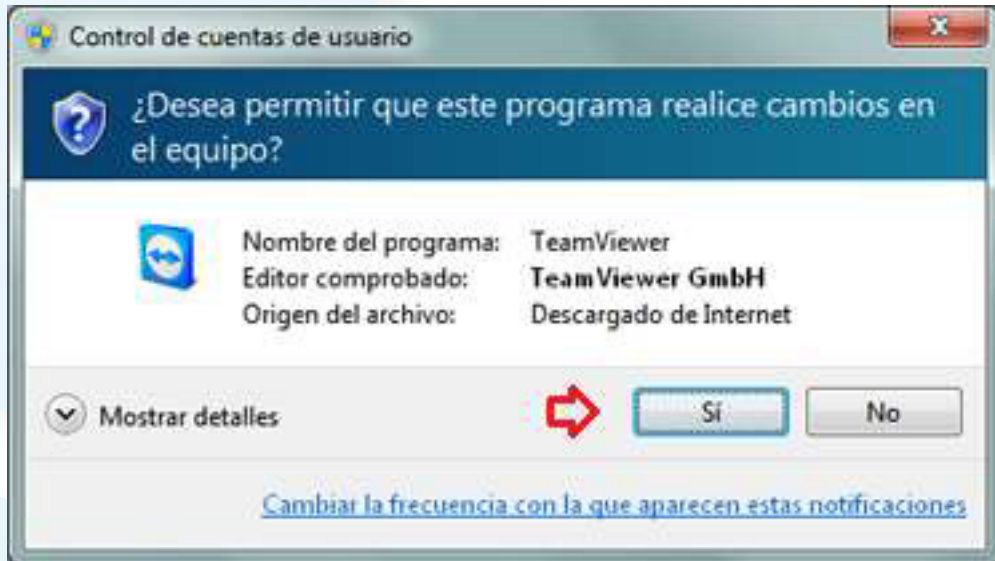 Control de cuentas de usuario
¿Desea permitir que este programa realice cambios en
el equipo?
Nombre del programa: TeamViewer
Editor comprobado: TeamViewer GmbH
Origen del archivo: Descargado de Internet
Mostrar detalles
Sí No
Cambiar la frecuencia con la que aparecen estas notificaciones